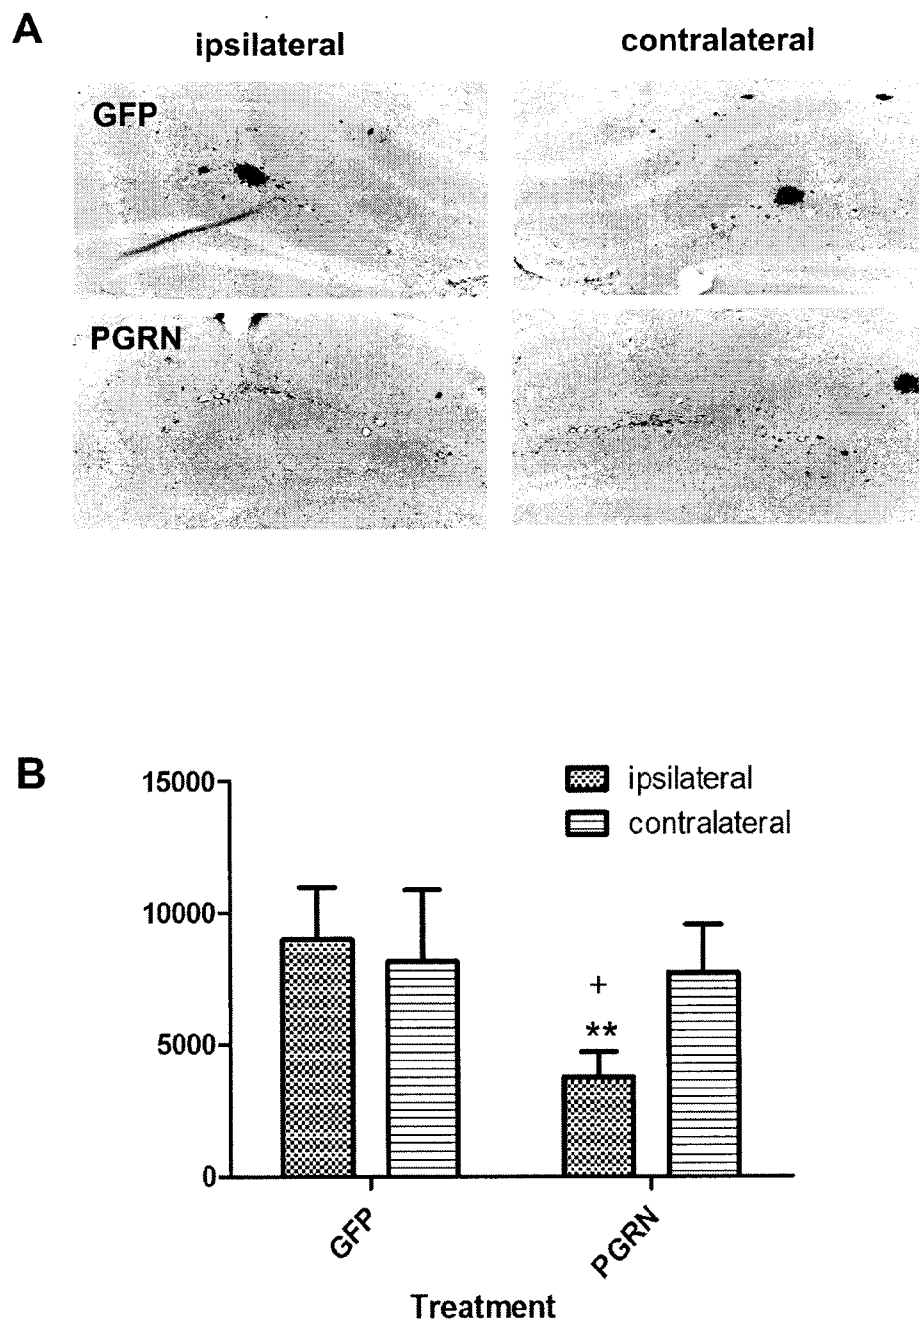 A
ipsilateral contralateral
GFP
PGRN
B
15000
10000
5000
0
ipsilateral
contralateral
+
**
GFP
PGRN
Treatment